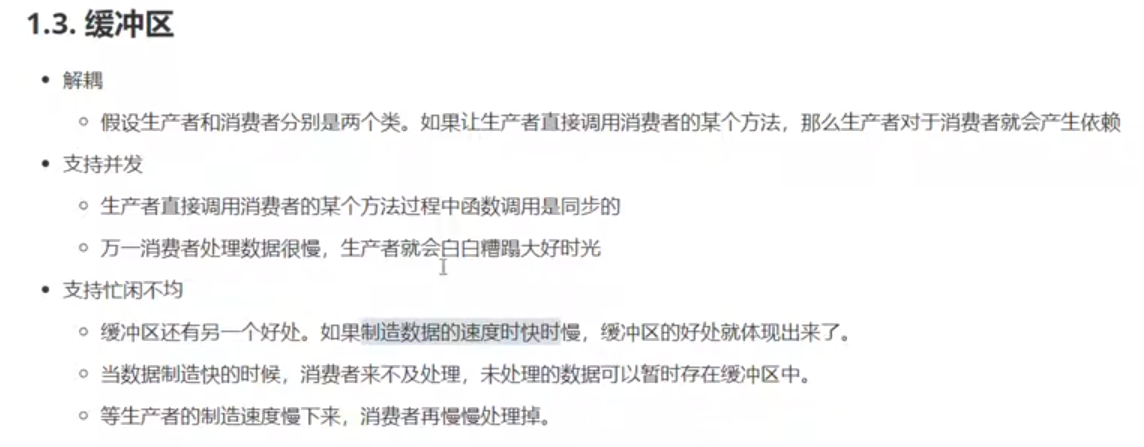 1.3. 缓冲区
解耦
假设生产者和消费者分别是两个类。如果让生产者直接调用消费者的某个方法，那么生产者对于消费者就会产生依赖
支持并发
生产者直接调用消费者的某个方法过程中函数调用是同步的
万一消费者处理数据很慢，生产者就会白白糟蹋大好时光
支持忙闲不均
缓冲区还有另一个好处。如果制造数据的速度时快时慢，缓冲区的好处就体现出来了。
当数据制造快的时候，消费者来不及处理，未处理的数据可以暂时存在缓冲区中。
等生产者的制造速度慢下来，消费者再慢慢处理掉。